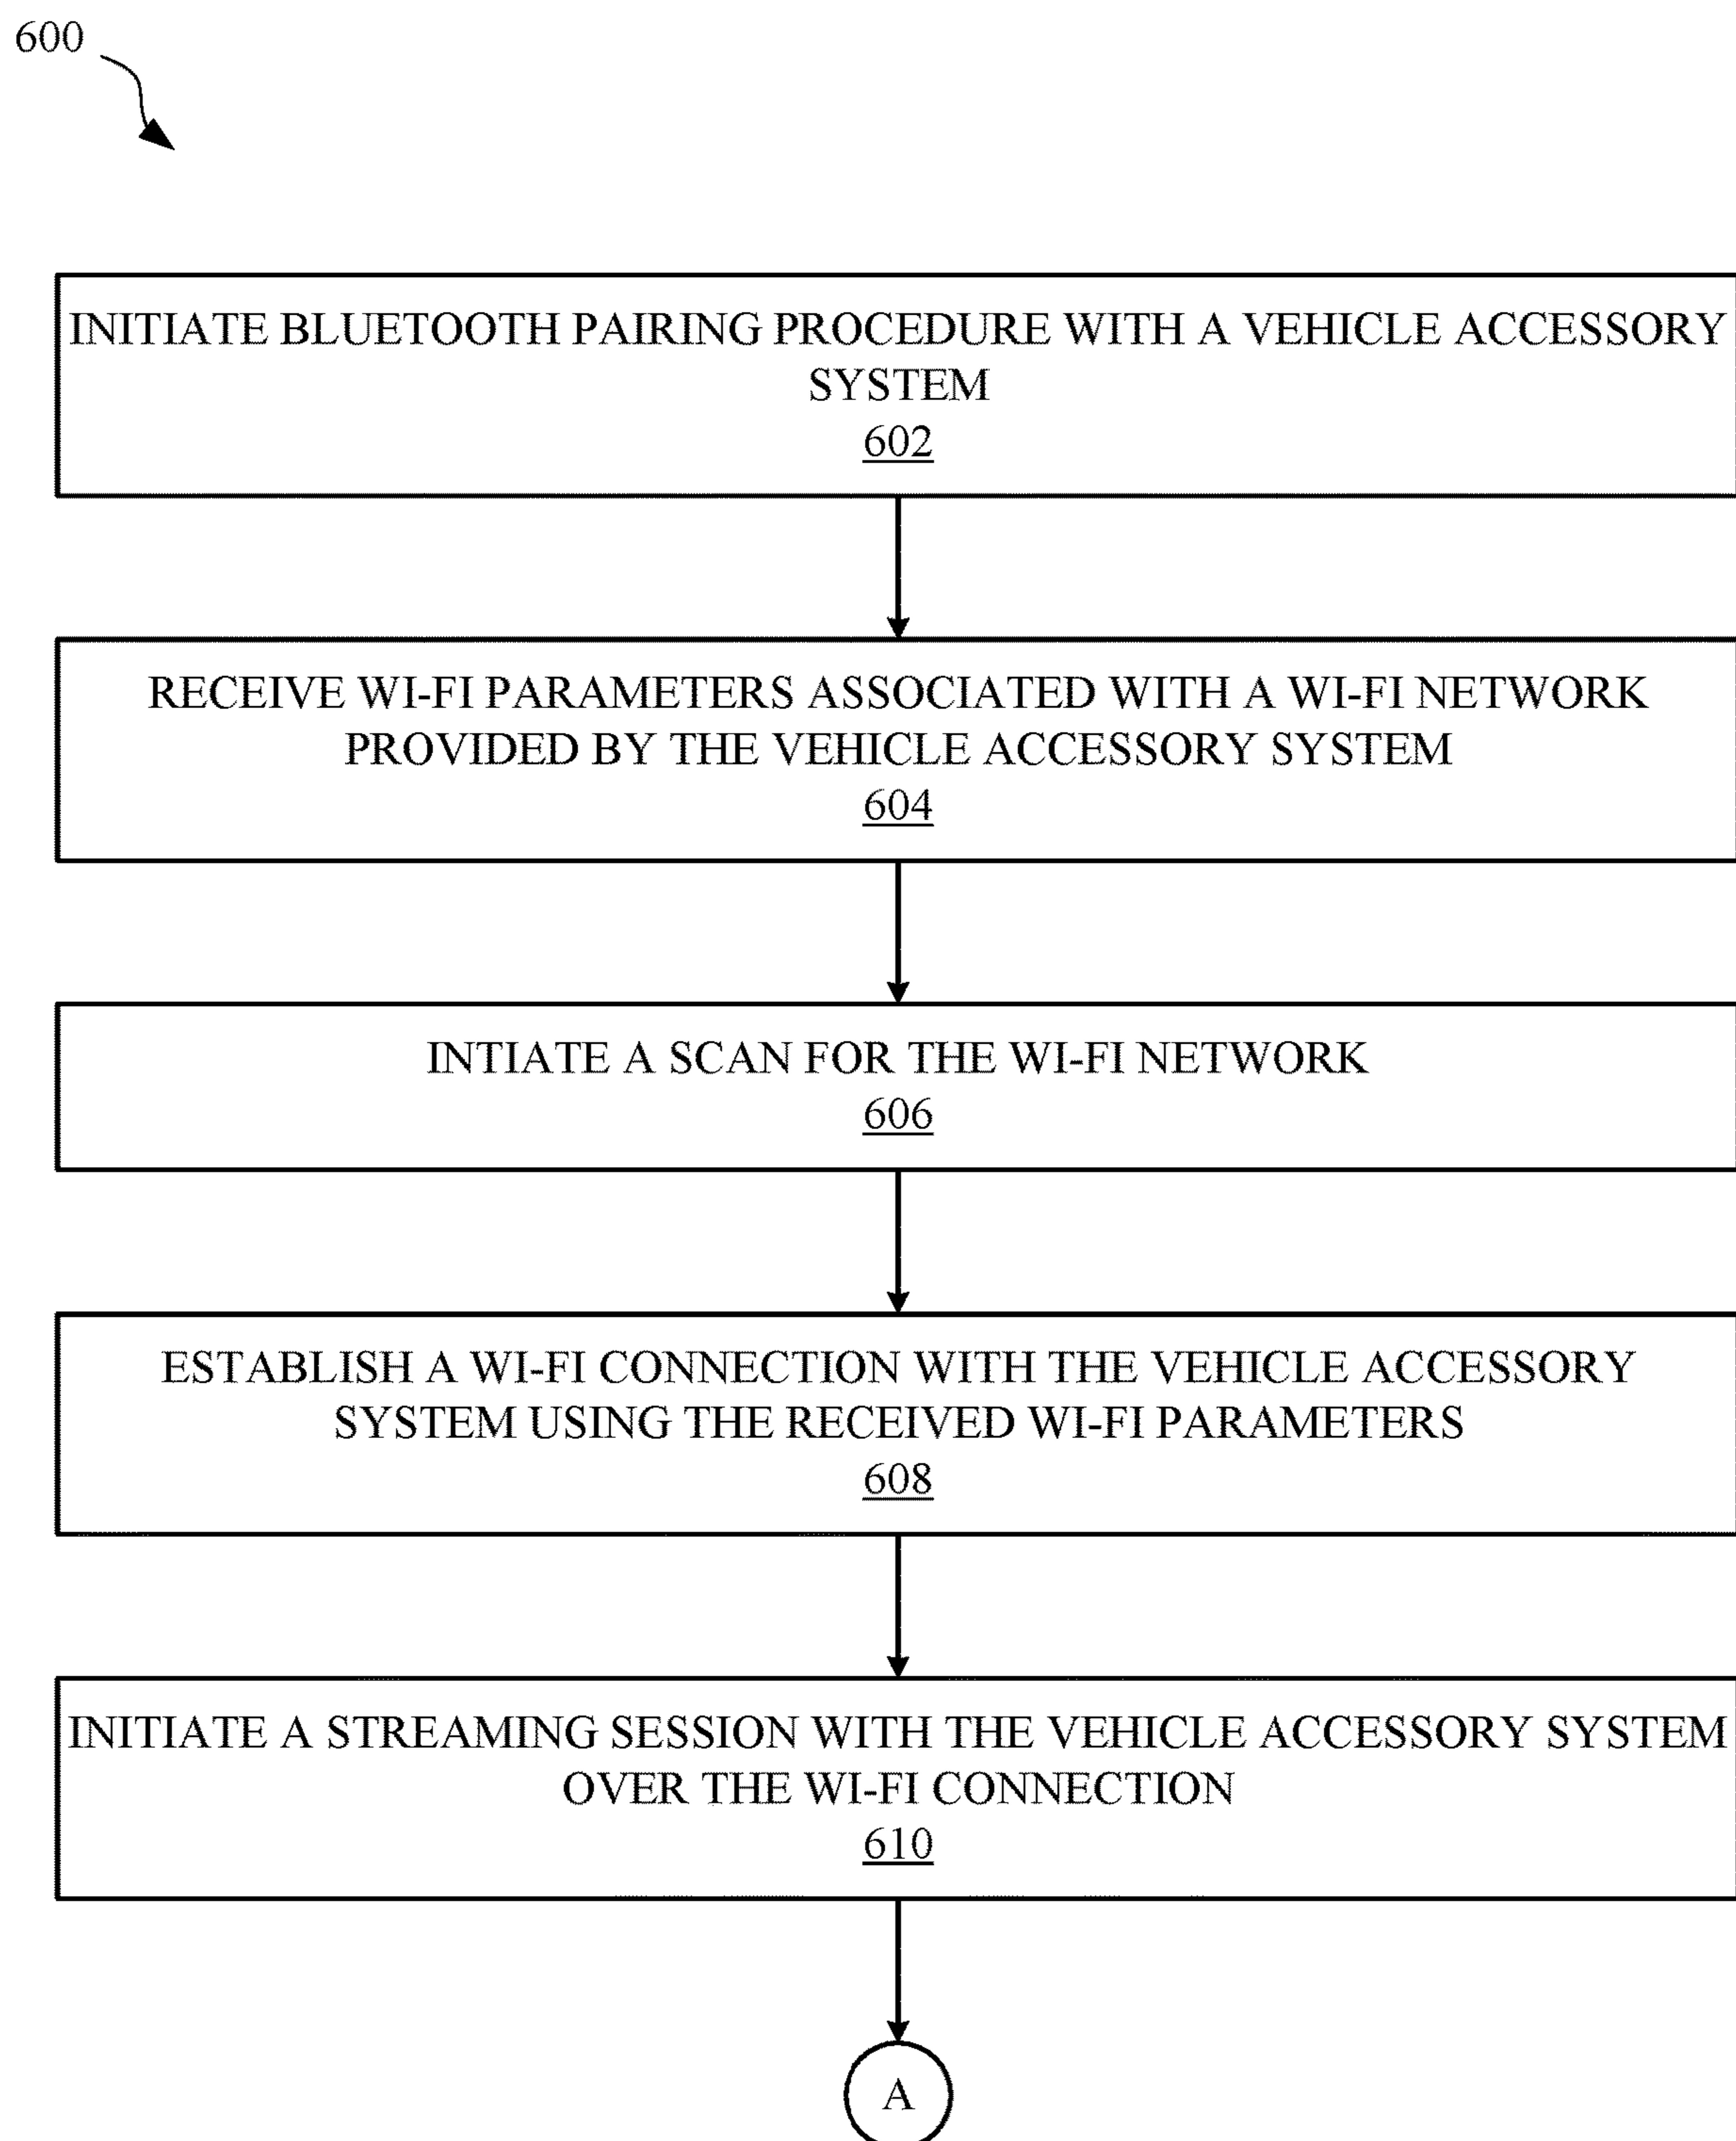 600
INITIATE BLUETOOTH PAIRING PROCEDURE WITH A VEHICLE ACCESSORY
SYSTEM
602
RECEIVE WI-FI PARAMETERS ASSOCIATED WITH A WI-FI NETWORK
PROVIDED BY THE VEHICLE ACCESSORY SYSTEM
604
INTIATE A SCAN FOR THE WI-FI NETWORK
606
ESTABLISH A WI-FI CONNECTION WITH THE VEHICLE ACCESSORY
SYSTEM USING THE RECEIVED WI-FI PARAMETERS
608
INITIATE A STREAMING SESSION WITH THE VEHICLE ACCESSORY SYSTEM
OVER THE WI-FI CONNECTION
610
A